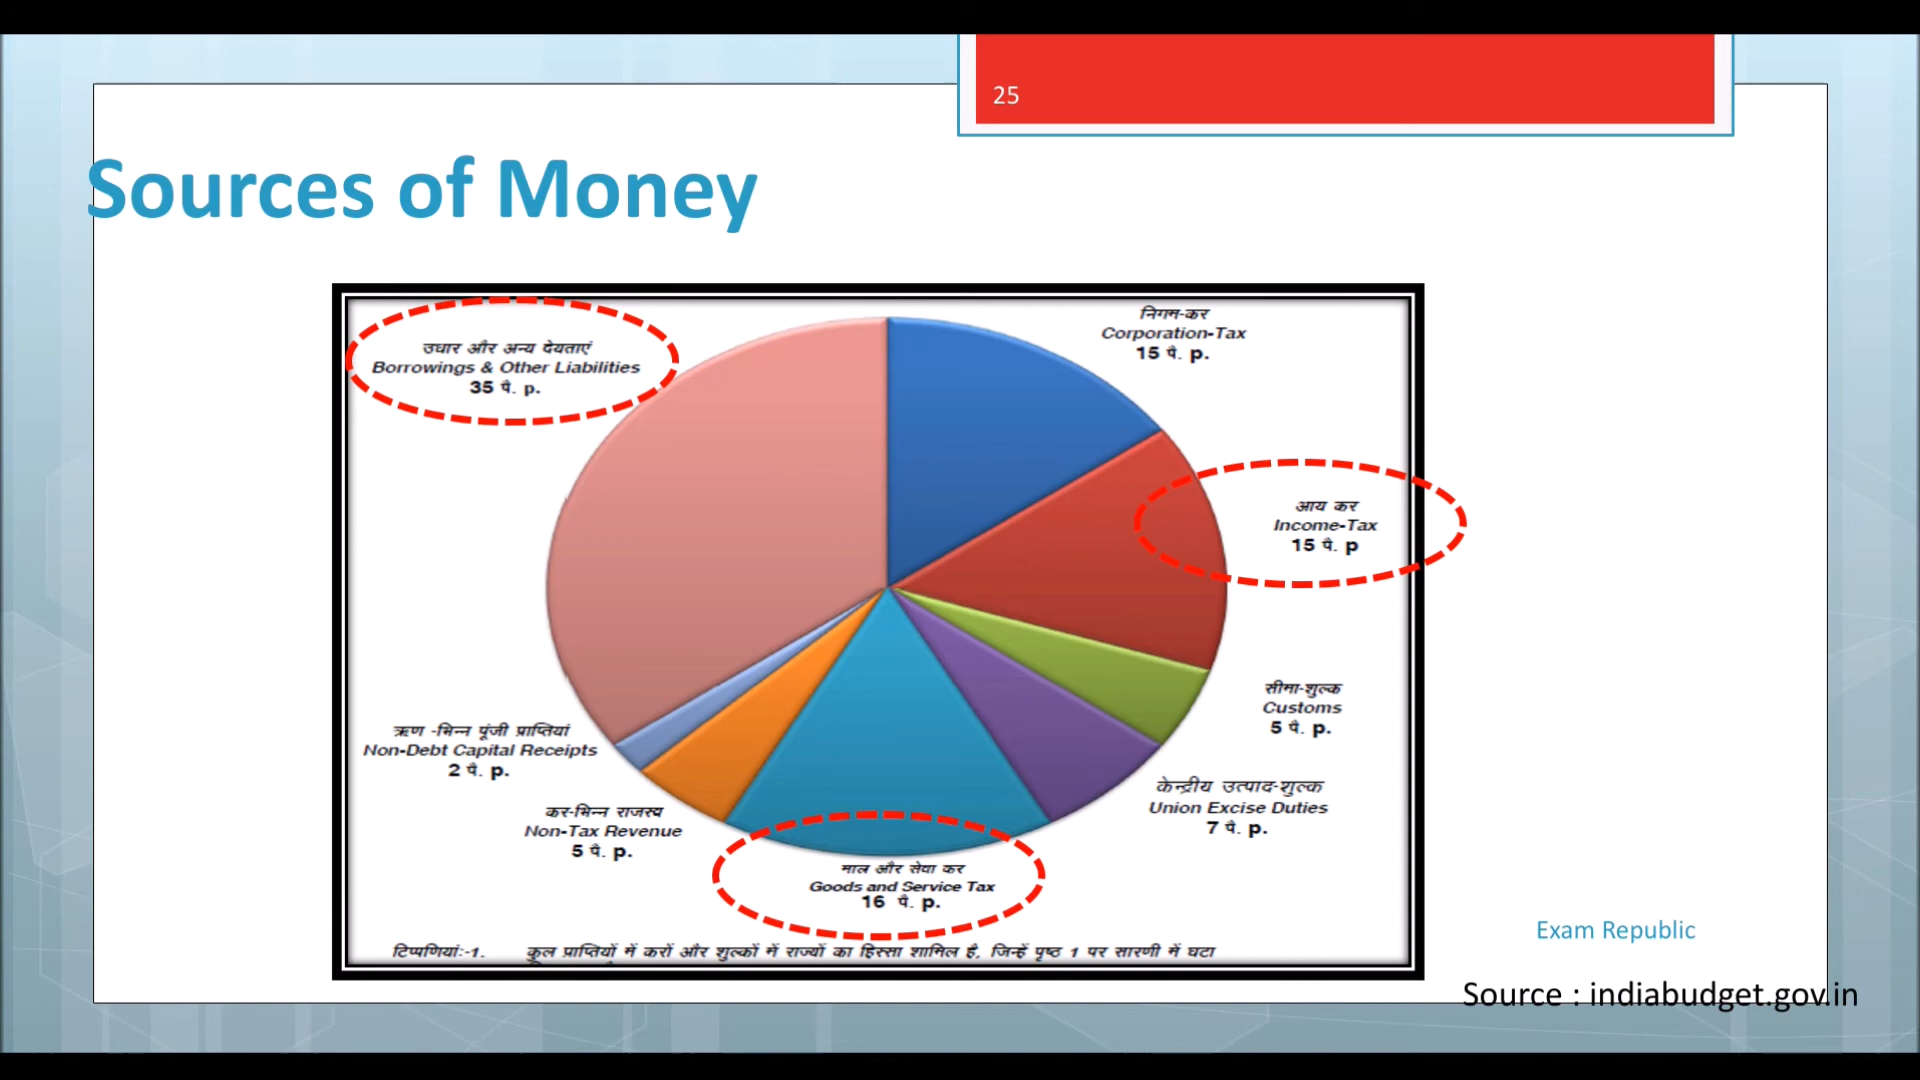 25
Sources of Money
उधार और अन्य देयताएं
Borrowings & Other Liabilities
35 पै. p.
निगम-कर
Corporation-Tax
15 पै. p.
आय कर
Income-Tax
15 पै. p
सीमा-शुल्क
Customs
5 पै. p.
केन्द्रीय उत्पाद-शुल्क
Union Excise Duties
7 पै. p.
माल और सेवा कर
Goods and Service Tax
16 पै. p.
कर-भिन्न राजस्व
Non-Tax Revenue
5 पै. p.
ऋण -भिन्न पूंजी प्राप्तियां
Non-Debt Capital Receipts
2 पै. p.
टिप्पणियां:-1. कुल प्राप्तियों में करों और शुल्कों में राज्यों का हिस्सा शामिल है, जिन्हें पृष्ठ 1 पर सारणी में घटा
Exam Republic
Source : indiabudget.gov.in